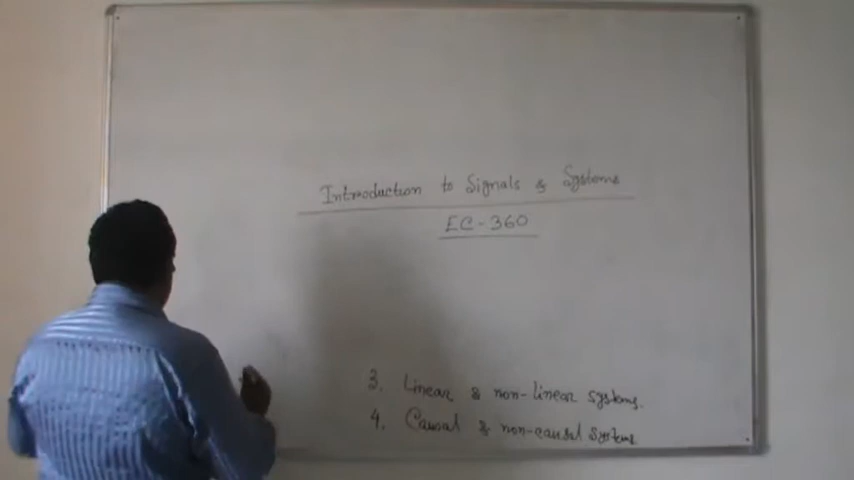 Introduction to Signals & Systems
EC-360
3. Linear & non-linear systems.
4. Causal & non-causal systems